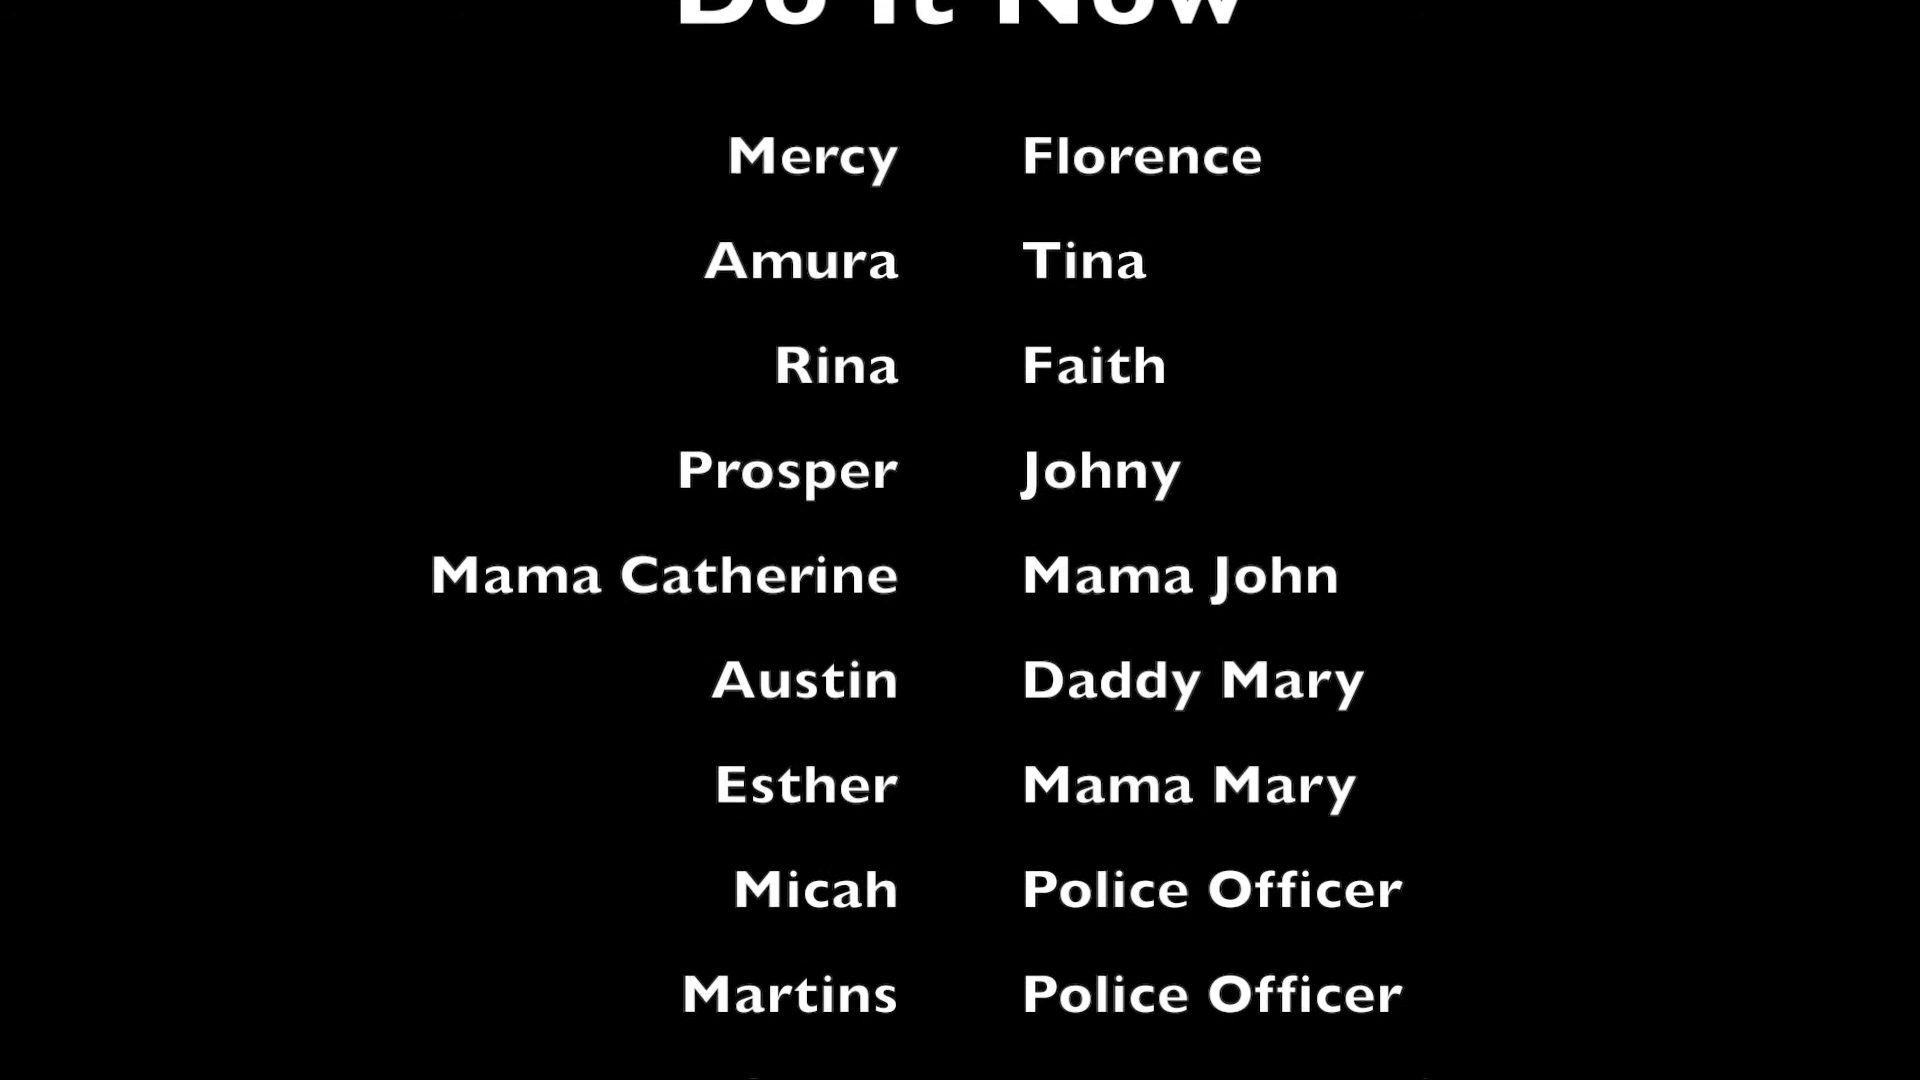 Do It Now
Mercy Florence
Amura Tina
Rina Faith
Prosper Johny
Mama Catherine Mama John
Austin Daddy Mary
Esther Mama Mary
Micah Police Officer
Martins Police Officer